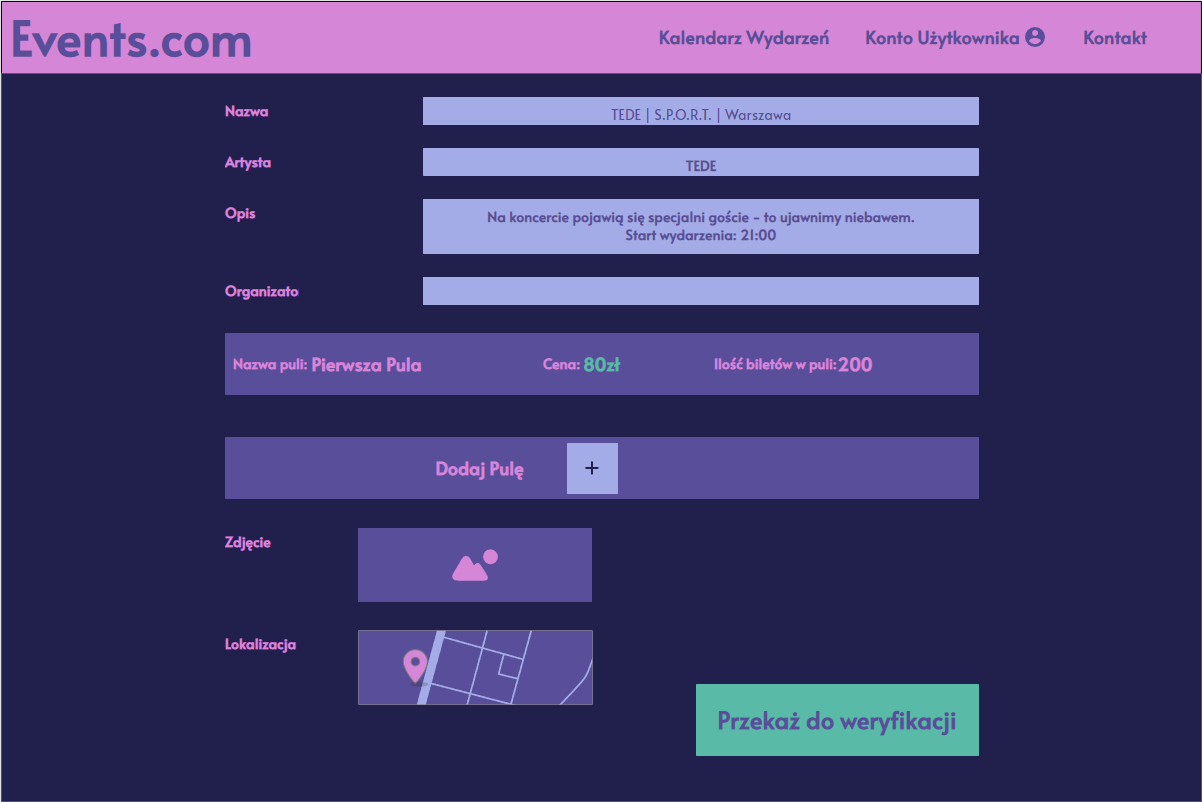 Events.com
Kalendarz Wydarzeń
Konto Użytkownika
Kontakt
Nazwa
TEDE | S.P.O.R.T. | Warszawa
Artysta
TEDE
Opis
Na koncercie pojawią się specjalni goście - to ujawnimy niebawem.
Start wydarzenia: 21:00
Organizato
Nazwa puli: Pierwsza Pula
Cena: 80zł
Ilość biletów w puli: 200
Dodaj Pulę +
Zdjęcie
Lokalizacja
Przekaż do weryfikacji